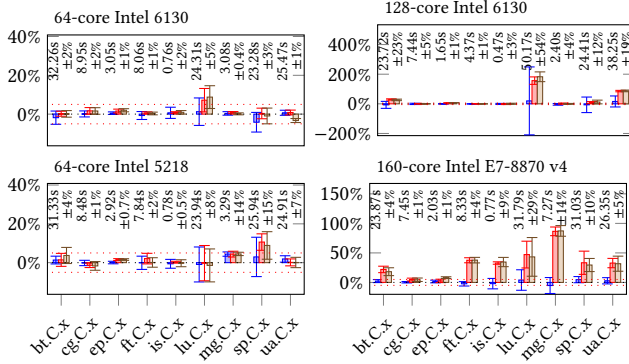 64-core Intel 6130
40%
20%
0%
32.26s ±2%
8.95s ±2%
3.05s ±1%
8.06s ±1%
0.76s ±2%
24.31s ±5%
3.08s ±0.4%
23.28s ±3%
25.47s ±1%
128-core Intel 6130
400%
200%
0%
−200%
23.72s ±23%
7.44s ±5%
1.65s ±1%
4.37s ±1%
0.47s ±3%
50.17s ±54%
2.40s ±4%
24.41s ±12%
38.25s ±19%
64-core Intel 5218
40%
20%
0%
31.33s ±4%
8.48s ±1%
2.92s ±0.7%
7.84s ±2%
0.78s ±0.5%
23.94s ±8%
3.29s ±14%
25.94s ±15%
24.91s ±7%
bt.C.x
cg.C.x
ep.C.x
ft.C.x
is.C.x
lu.C.x
mg.C.x
sp.C.x
ua.C.x
160-core Intel E7-8870 v4
150%
100%
50%
0%
23.87s ±4%
7.45s ±1%
2.03s ±1%
8.33s ±4%
0.77s ±9%
31.79s ±29%
7.27s ±14%
31.03s ±10%
26.35s ±5%
bt.C.x
cg.C.x
ep.C.x
ft.C.x
is.C.x
lu.C.x
mg.C.x
sp.C.x
ua.C.x